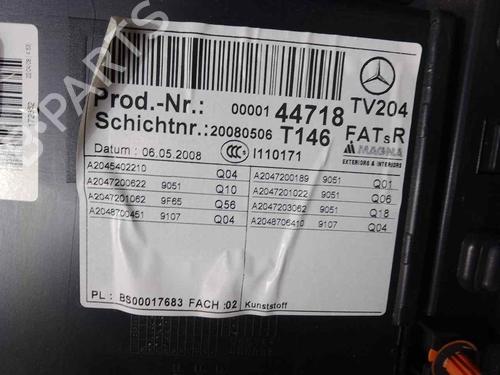 PARTS
TV204
Prod.-Nr.: 00001 44718
Schichtnr.: 20080506 T146 FATsR
MAGNA
EXTERIORS & INTERIORS
Datum : 06.05.2008 CCC I110171
A2045402210 Q04 A2047200189 9051 Q01
A2047200622 9051 Q10 A2047201022 9051 Q06
A2047201062 9F65 Q56 A2047203062 9051 Q18
A2048700451 9107 Q04 A2048706410 9107 Q04
PL : BS00017683 FACH :02 Kunststoff